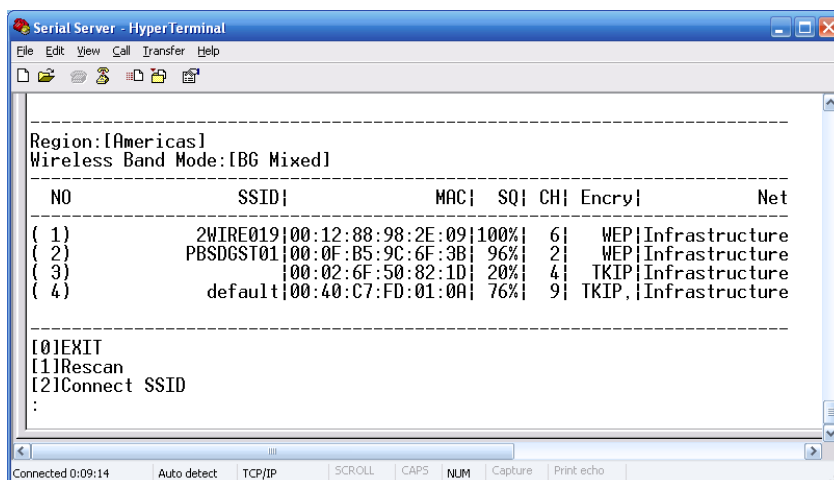 Serial Server - HyperTerminal
File Edit View Call Transfer Help
Region:[Americas]
Wireless Band Mode:[BG Mixed]
NO SSID| MAC| SQ| CH| Encry| Net
( 1) 2WIRE019|00:12:88:98:2E:09|100%| 6| WEP|Infrastructure
( 2) PBSDGST01|00:0F:B5:9C:6F:3B| 96%| 2| WEP|Infrastructure
( 3) |00:02:6F:50:82:1D| 20%| 4| TKIP|Infrastructure
( 4) default|00:40:C7:FD:01:0A| 76%| 9| TKIP,|Infrastructure
[0]EXIT
[1]Rescan
[2]Connect SSID
:
Connected 0:09:14 Auto detect TCP/IP SCROLL CAPS NUM Capture Print echo